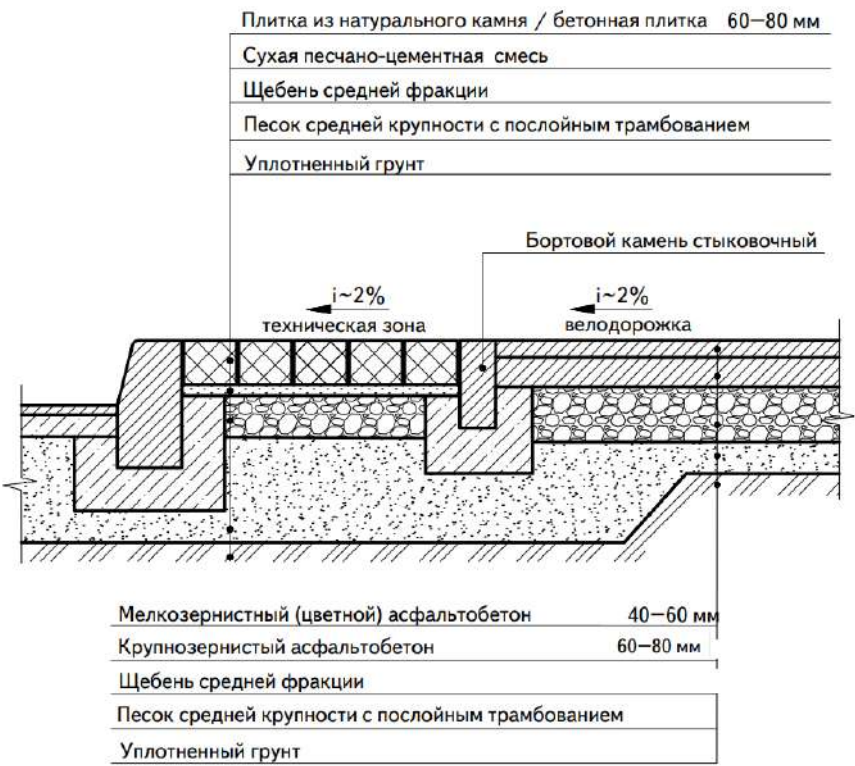 Плитка из натурального камня / бетонная плитка 60—80 мм
Сухая песчано-цементная смесь
Щебень средней фракции
Песок средней крупности с послойным трамбованием
Уплотненный грунт
Бортовой камень стыковочный
i~2% i~2%
техническая зона велодорожка
Мелкозернистный (цветной) асфальтобетон 40—60 мм
Крупнозернистый асфальтобетон 60—80 мм
Щебень средней фракции
Песок средней крупности с послойным трамбованием
Уплотненный грунт